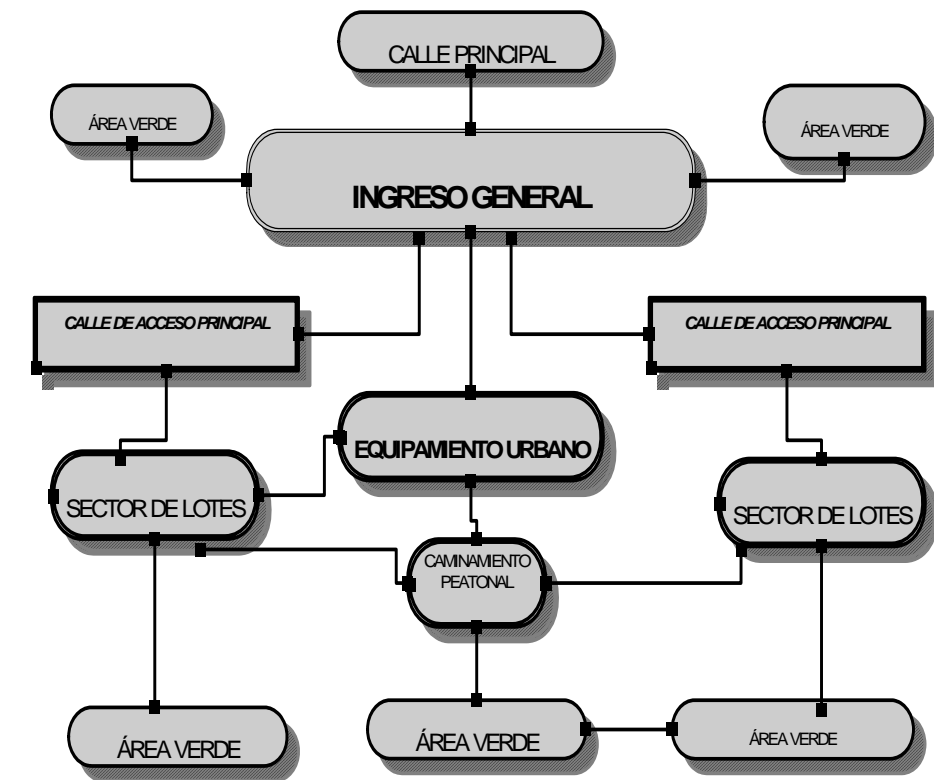 CALLE PRINCIPAL
ÁREA VERDE
ÁREA VERDE
INGRESO GENERAL
CALLE DE ACCESO PRINCIPAL
CALLE DE ACCESO PRINCIPAL
EQUIPAMIENTO URBANO
SECTOR DE LOTES
SECTOR DE LOTES
CAMINAMIENTO
PEATONAL
ÁREA VERDE
ÁREA VERDE
ÁREA VERDE